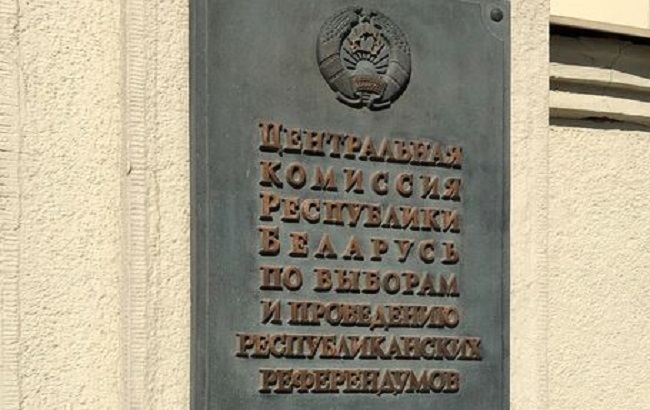 Центральная
комиссия
Республики
Беларусь
по выборам
и проведению
республиканских
референдумов